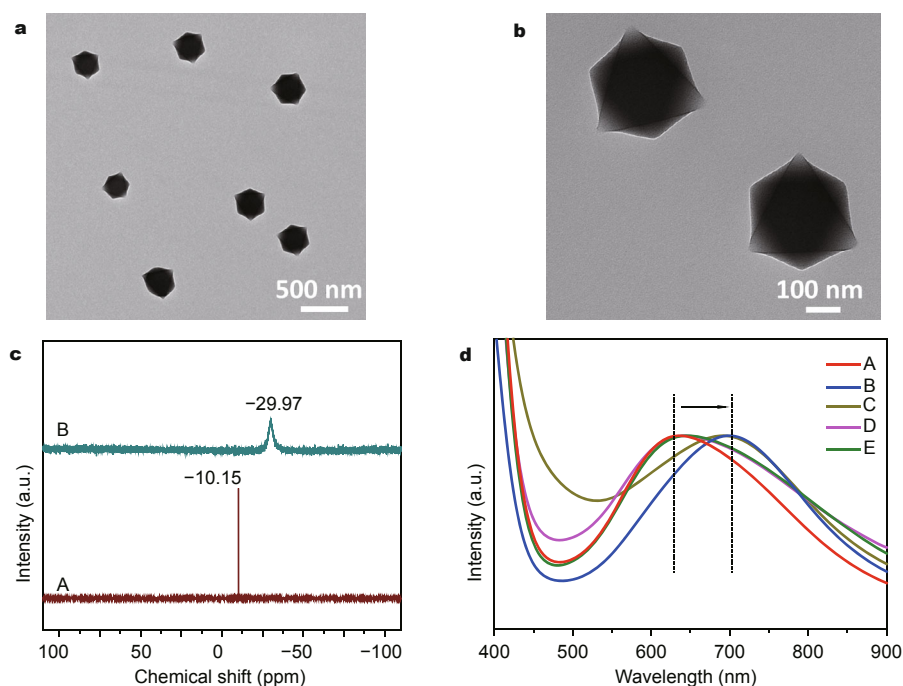 a
500 nm
b
100 nm
c
−29.97
B
−10.15
A
Intensity (a.u.)
100 50 0 −50 −100
Chemical shift (ppm)
d
A
B
C
D
E
Intensity (a.u.)
400 500 600 700 800 900
Wavelength (nm)